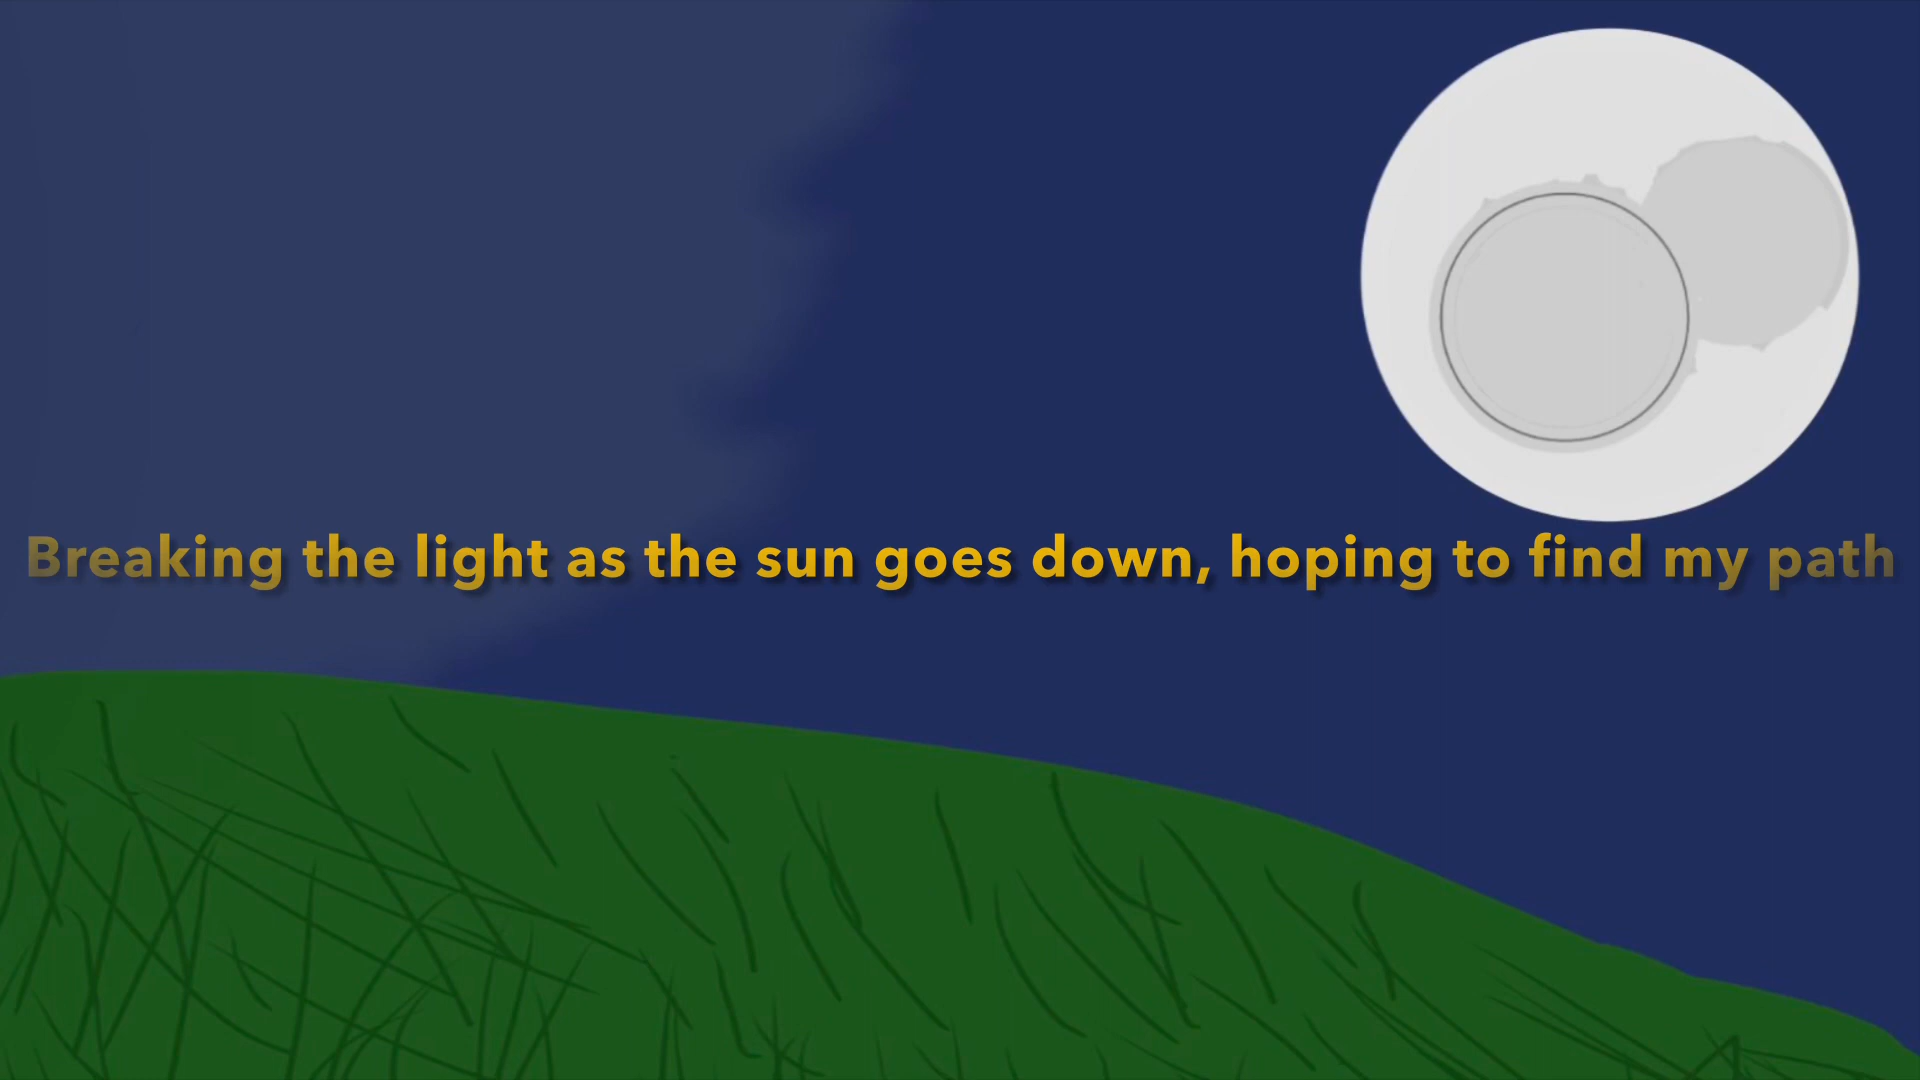 Breaking the light as the sun goes down, hoping to find my path